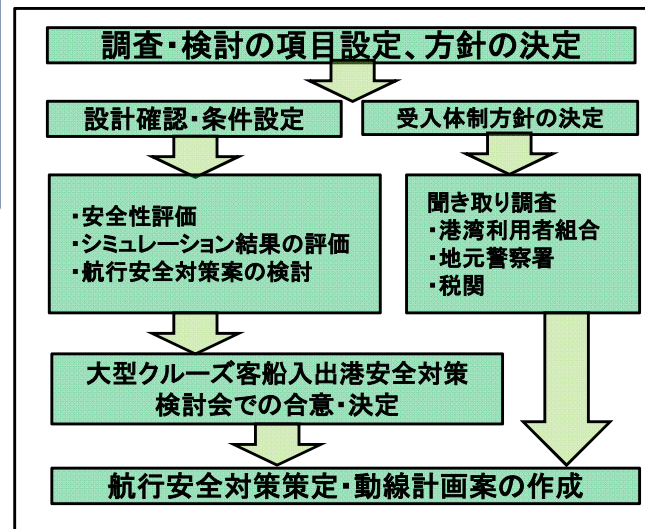 調査・検討の項目設定、方針の決定
設計確認・条件設定
受入体制方針の決定
・安全性評価
・シミュレーション結果の評価
・航行安全対策案の検討
聞き取り調査
・港湾利用者組合
・地元警察署
・税関
大型クルーズ客船入出港安全対策
検討会での合意・決定
航行安全対策策定・動線計画案の作成